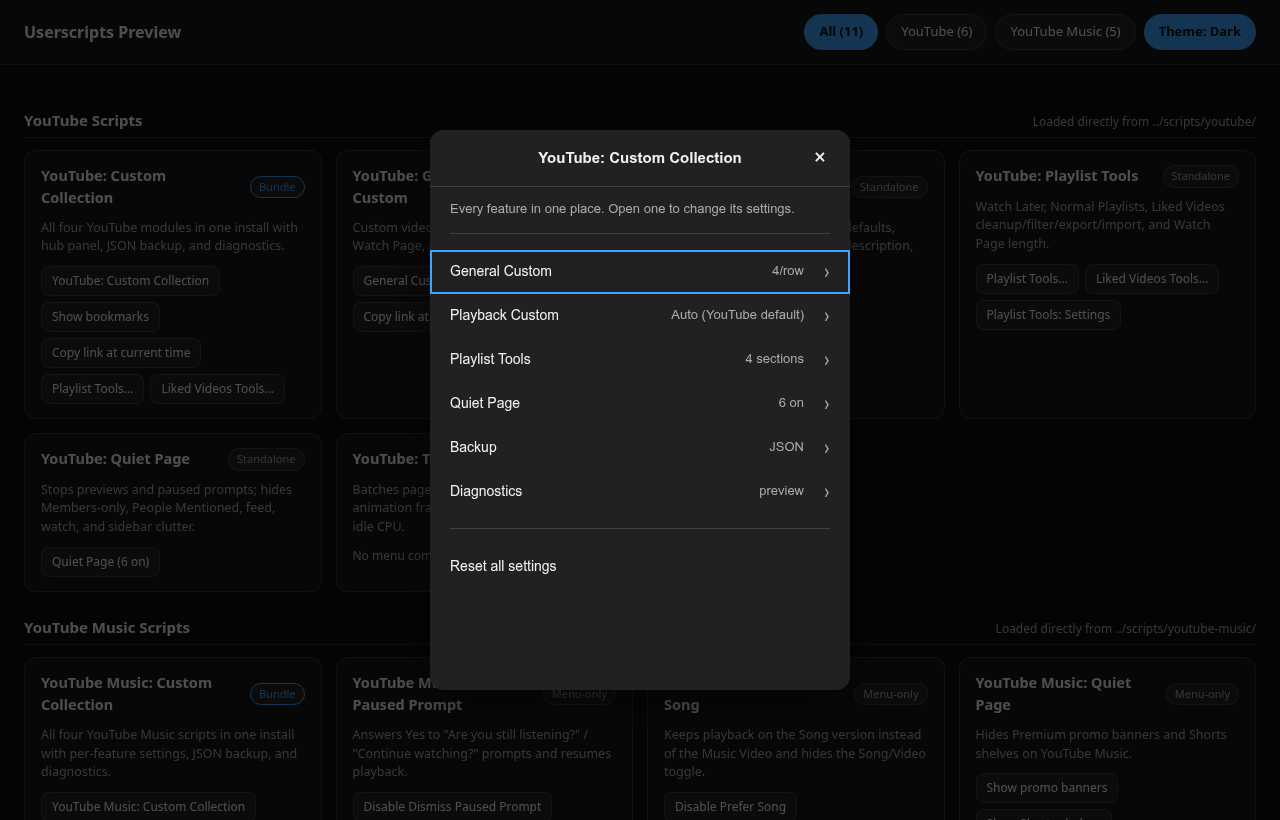 Userscripts Preview
All (11)
YouTube (6)
YouTube Music (5)
Theme: Dark
YouTube Scripts
Loaded directly from ../scripts/youtube/
YouTube: Custom
Collection
Bundle
All four YouTube modules in one install with
hub panel, JSON backup, and diagnostics.
YouTube: Custom Collection
Show bookmarks
Copy link at current time
Playlist Tools...
Liked Videos Tools...
YouTube: G
Custom
Custom video
Watch Page,
General Cus
Copy link at
Standalone
efaults,
escription,
YouTube: Playlist Tools
Standalone
Watch Later, Normal Playlists, Liked Videos
cleanup/filter/export/import, and Watch
Page length.
Playlist Tools...
Liked Videos Tools...
Playlist Tools: Settings
YouTube: Custom Collection
×
Every feature in one place. Open one to change its settings.
General Custom 4/row ›
Playback Custom Auto (YouTube default) ›
Playlist Tools 4 sections ›
Quiet Page 6 on ›
Backup JSON ›
Diagnostics preview ›
Reset all settings
YouTube: Quiet Page
Standalone
Stops previews and paused prompts; hides
Members-only, People Mentioned, feed,
watch, and sidebar clutter.
Quiet Page (6 on)
YouTube: T
Batches page
animation fra
idle CPU.
No menu com
YouTube Music Scripts
Loaded directly from ../scripts/youtube-music/
YouTube Music: Custom
Collection
Bundle
All four YouTube Music scripts in one install
with per-feature settings, JSON backup, and
diagnostics.
YouTube Music: Custom Collection
YouTube M
Paused Prompt
Menu-only
Answers Yes to "Are you still listening?" /
"Continue watching?" prompts and resumes
playback.
Disable Dismiss Paused Prompt
Song
Menu-only
Keeps playback on the Song version instead
of the Music Video and hides the Song/Video
toggle.
Disable Prefer Song
YouTube Music: Quiet
Page
Menu-only
Hides Premium promo banners and Shorts
shelves on YouTube Music.
Show promo banners